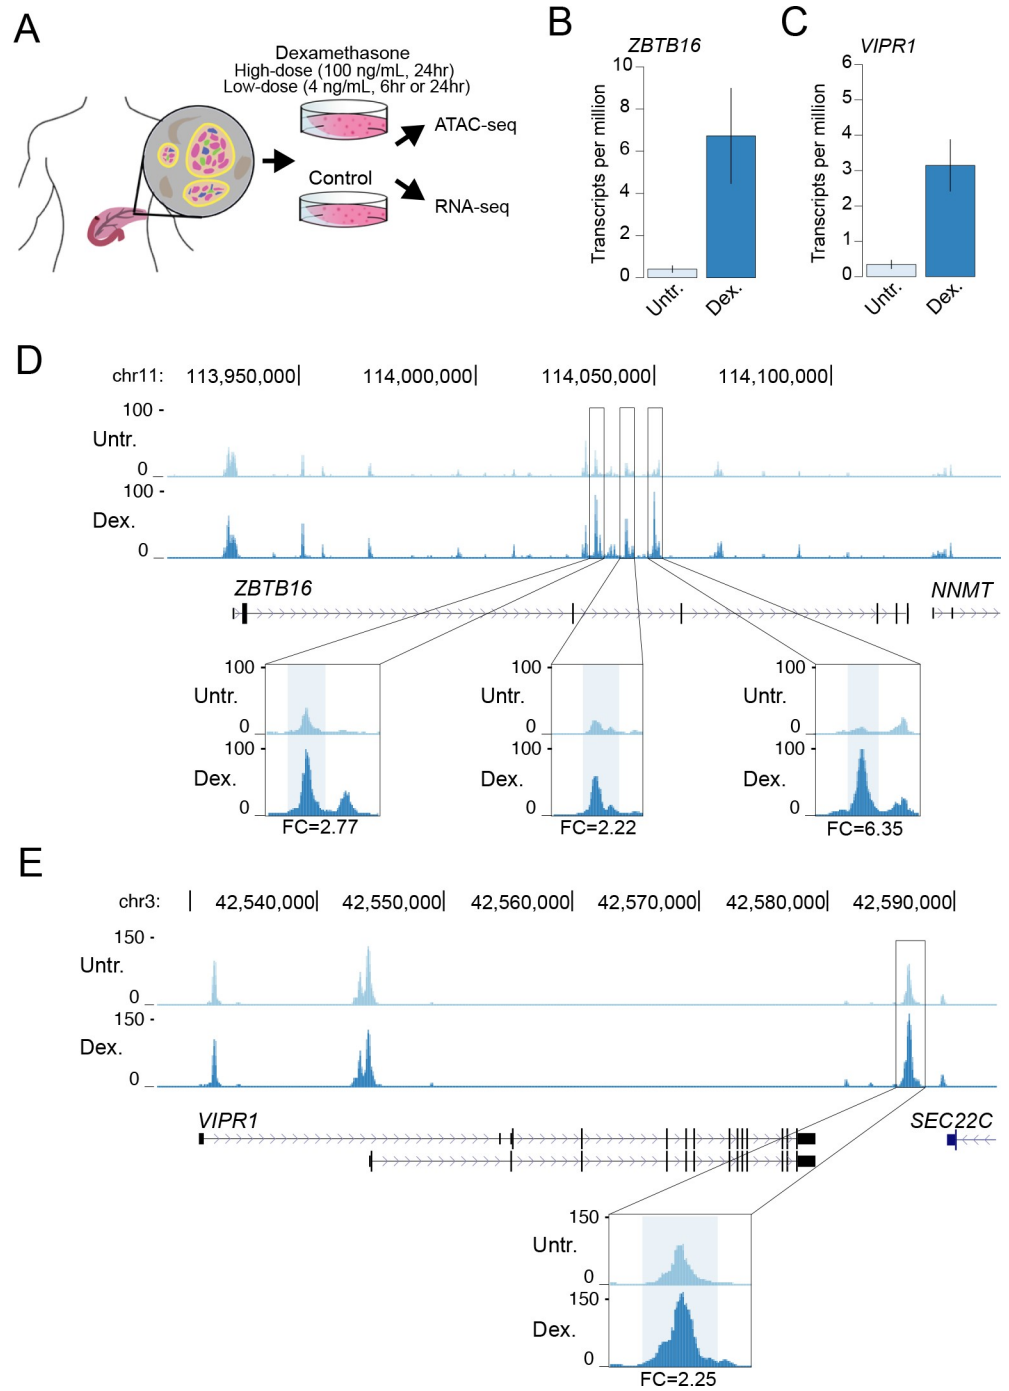 A
Dexamethasone
High-dose (100 ng/mL, 24hr)
Low-dose (4 ng/mL, 6hr or 24hr)
ATAC-seq
Control
RNA-seq
B
ZBTB16
Transcripts per million
10
8
6
4
2
0
Untr.
Dex.
C
VIPR1
Transcripts per million
6
5
4
3
2
1
0
Untr.
Dex.
D
chr11: 113,950,000| 114,000,000| 114,050,000| 114,100,000|
100 -
Untr.
0 _
100 -
Dex.
0 _
ZBTB16 NNMT
100 -
Untr.
0 _
100 -
Dex.
0 _
FC=2.77
100 -
Untr.
0 _
100 -
Dex.
0 _
FC=2.22
100 -
Untr.
0 _
100 -
Dex.
0 _
FC=6.35
E
chr3: | 42,540,000| 42,550,000| 42,560,000| 42,570,000| 42,580,000| 42,590,000|
150 -
Untr.
0 _
150 -
Dex.
0 _
VIPR1 SEC22C
150 -
Untr.
0 _
150 -
Dex.
0 _
FC=2.25